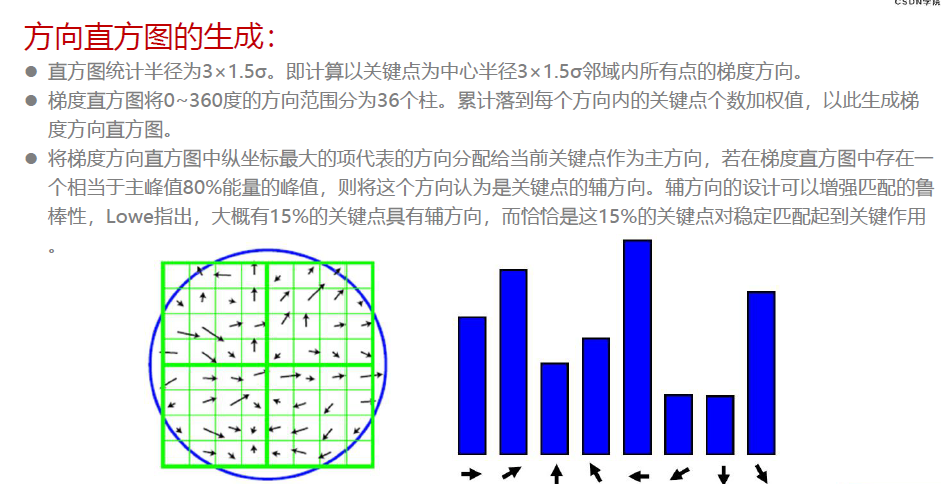 CSDN学院
方向直方图的生成：
● 直方图统计半径为3×1.5σ。即计算以关键点为中心半径3×1.5σ邻域内所有点的梯度方向。
● 梯度直方图将0~360度的方向范围分为36个柱。累计落到每个方向内的关键点个数加权值，以此生成梯
度方向直方图。
● 将梯度方向直方图中纵坐标最大的项代表的方向分配给当前关键点作为主方向，若在梯度直方图中存在一
个相当于主峰值80%能量的峰值，则将这个方向认为是关键点的辅方向。辅方向的设计可以增强匹配的鲁
棒性，Lowe指出，大概有15%的关键点具有辅方向，而恰恰是这15%的关键点对稳定匹配起到关键作用
。